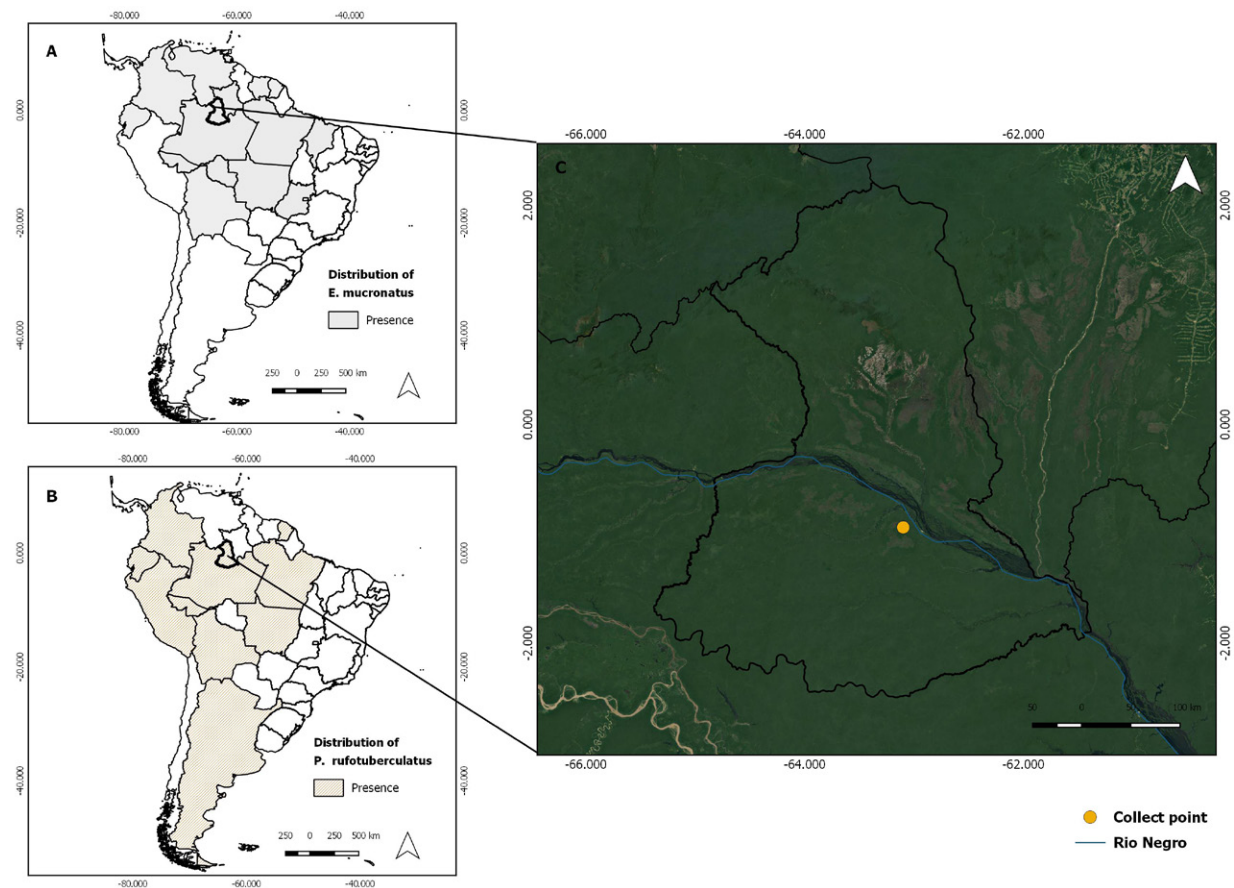 -80.000
-60.000
-40.000
A
0.000
0.000
-20.000
-20.000
-40.000
-40.000
Distribution of
E. mucronatus
Presence
250 0 250 500 km
-80.000
-60.000
-40.000
-80.000
-60.000
-40.000
B
0.000
0.000
-20.000
-20.000
-40.000
-40.000
Distribution of
P. rufotuberculatus
Presence
250 0 250 500 km
-80.000
-60.000
-40.000
-66.000
-64.000
-62.000
C
2.000
2.000
0.000
0.000
-2.000
-2.000
50 0 50 100 km
-66.000
-64.000
-62.000
Collect point
Rio Negro